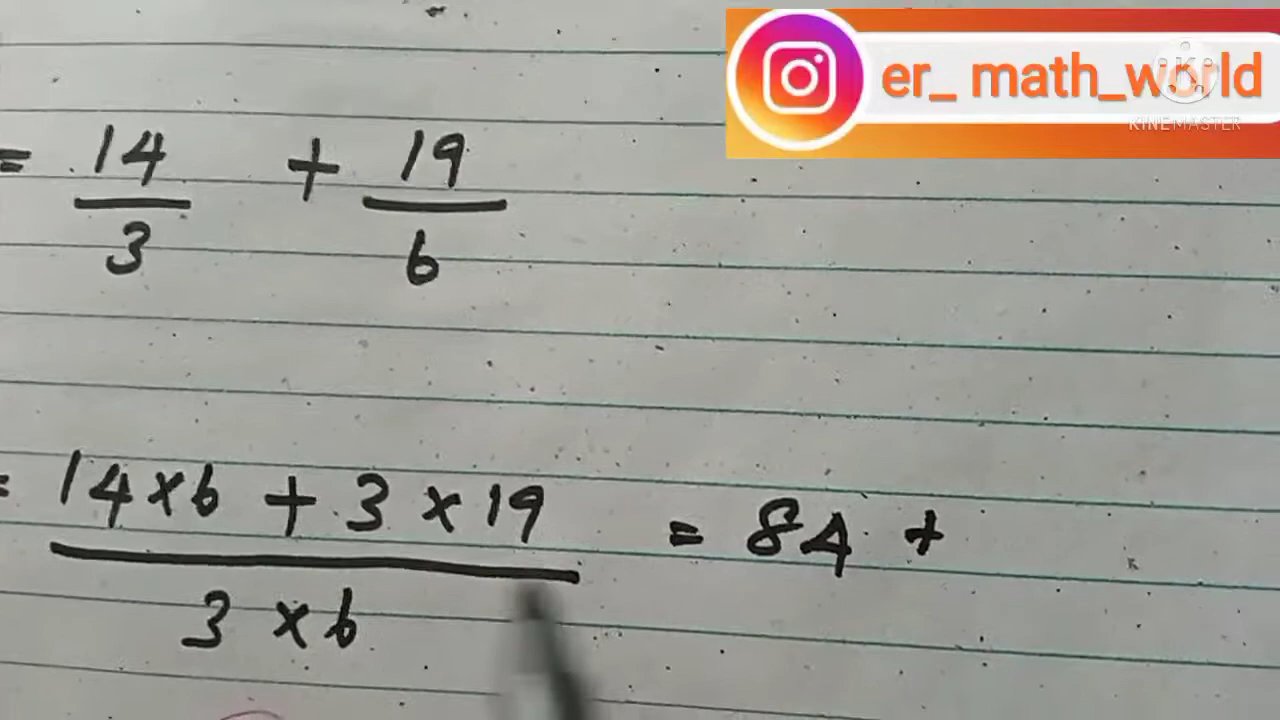 er_ math_world
KINEMASTER
= 14/3 + 19/6
= (14 × 6 + 3 × 19)/(3 × 6) = 84 +